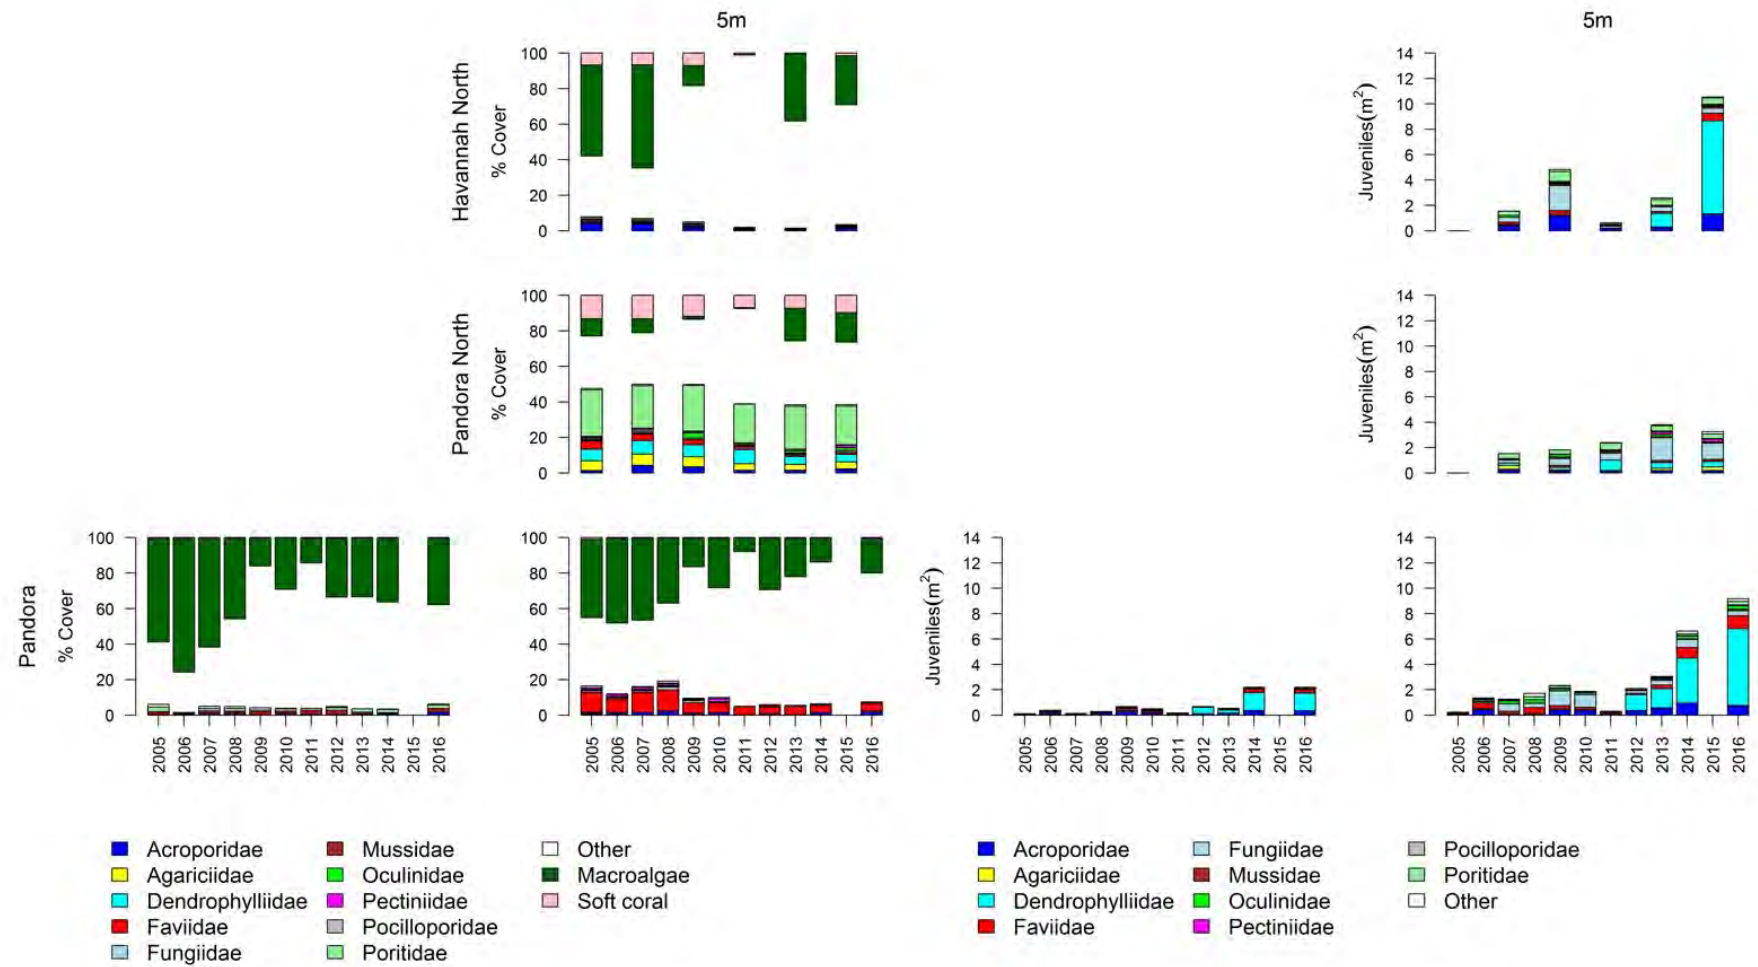 5m
5m
Havannah North
% Cover
100
80
60
40
20
0
Juveniles(m²)
14
12
10
8
6
4
2
0
Pandora North
% Cover
100
80
60
40
20
0
Juveniles(m²)
14
12
10
8
6
4
2
0
Pandora
% Cover
100
80
60
40
20
0
100
80
60
40
20
0
Juveniles(m²)
14
12
10
8
6
4
2
0
14
12
10
8
6
4
2
0
2005 2006 2007 2008 2009 2010 2011 2012 2013 2014 2015 2016
2005 2006 2007 2008 2009 2010 2011 2012 2013 2014 2015 2016
2005 2006 2007 2008 2009 2010 2011 2012 2013 2014 2015 2016
2005 2006 2007 2008 2009 2010 2011 2012 2013 2014 2015 2016
Acroporidae
Agariciidae
Dendrophylliidae
Faviidae
Fungiidae
Mussidae
Oculinidae
Pectiniidae
Pocilloporidae
Poritidae
Other
Macroalgae
Soft coral
Acroporidae
Agariciidae
Dendrophylliidae
Faviidae
Fungiidae
Mussidae
Oculinidae
Pectiniidae
Pocilloporidae
Poritidae
Other